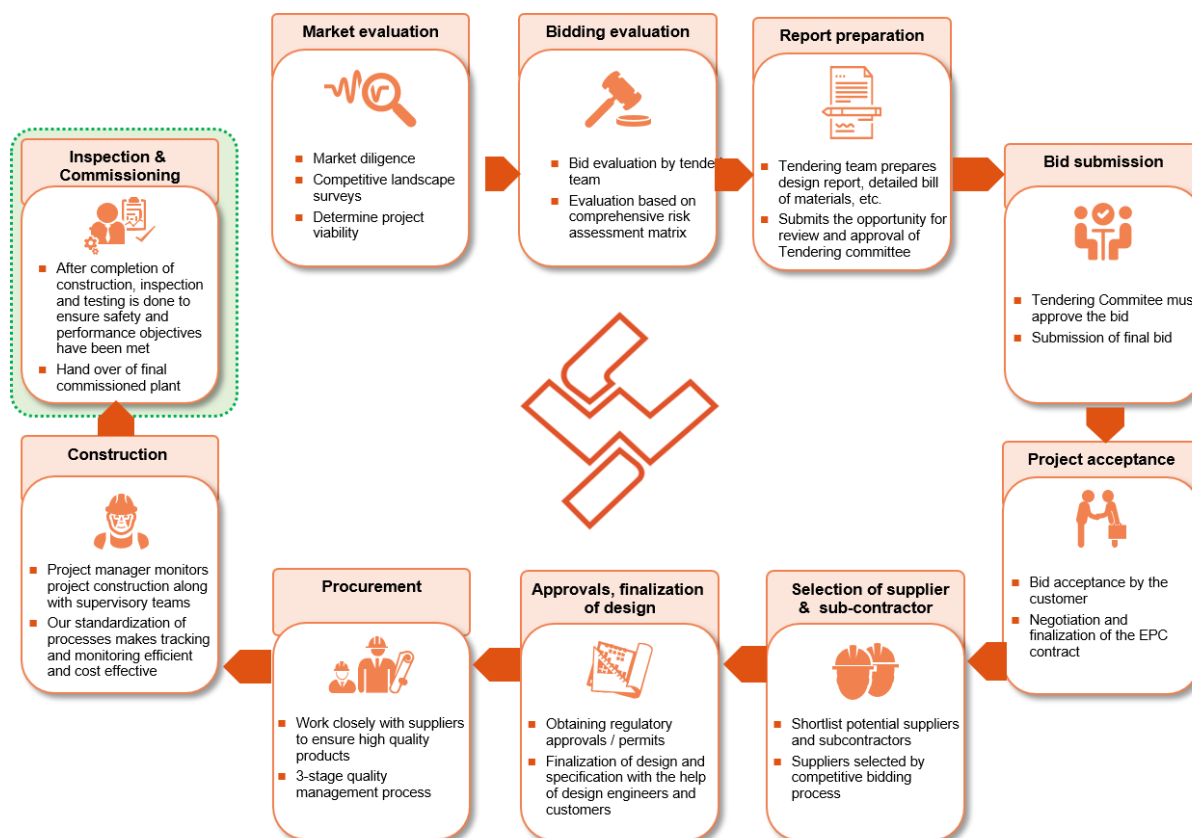 Market evaluation
Market diligence
Competitive landscape
surveys
Determine project
viability
Bidding evaluation
Bid evaluation by tende
team
Evaluation based on
comprehensive risk
assessment matrix
Report preparation
Tendering team prepares
design report, detailed bill
of materials, etc.
Submits the opportunity for
review and approval of
Tendering committee
Bid submission
Tendering Commitee mus
approve the bid
Submission of final bid
Project acceptance
Bid acceptance by the
customer
Negotiation and
finalization of the EPC
contract
Selection of supplier
& sub-contractor
Shortlist potential suppliers
and subcontractors
Suppliers selected by
competitive bidding
process
Approvals, finalization
of design
Obtaining regulatory
approvals / permits
Finalization of design and
specification with the help
of design engineers and
customers
Procurement
Work closely with suppliers
to ensure high quality
products
3-stage quality
management process
Construction
Project manager monitors
project construction along
with supervisory teams
Our standardization of
processes makes tracking
and monitoring efficient
and cost effective
Inspection &
Commissioning
After completion of
construction, inspection
and testing is done to
ensure safety and
performance objectives
have been met
Hand over of final
commissioned plant